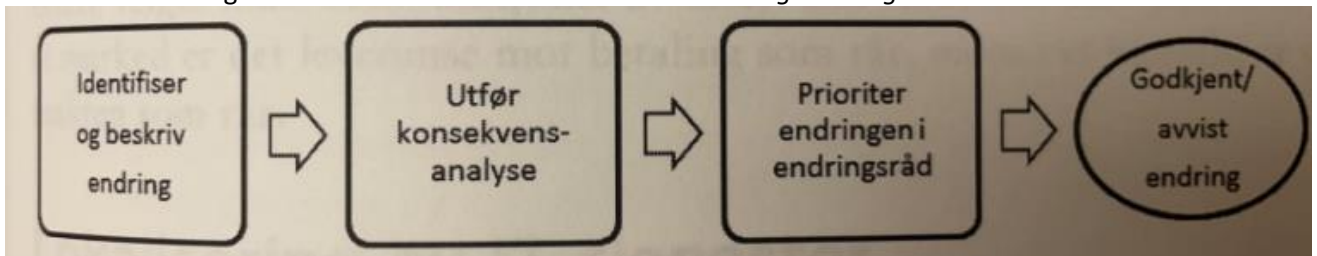 Identifiser
og beskriv
endring
Utfør
konsekvens-
analyse
Prioriter
endringen i
endringsråd
Godkjent/
avvist
endring